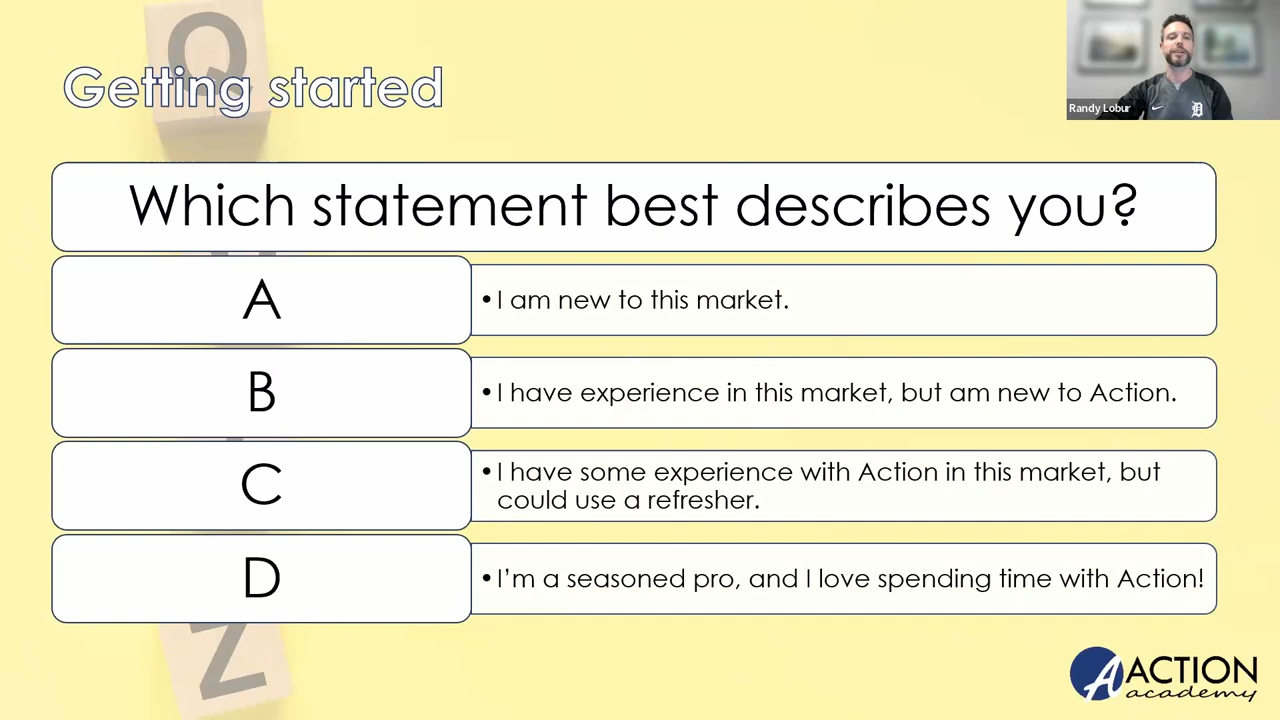 Q
Getting started
Randy Lobur
Which statement best describes you?
A
• I am new to this market.
B
• I have experience in this market, but am new to Action.
C
• I have some experience with Action in this market, but
could use a refresher.
D
• I’m a seasoned pro, and I love spending time with Action!
Z
A ACTION
academy